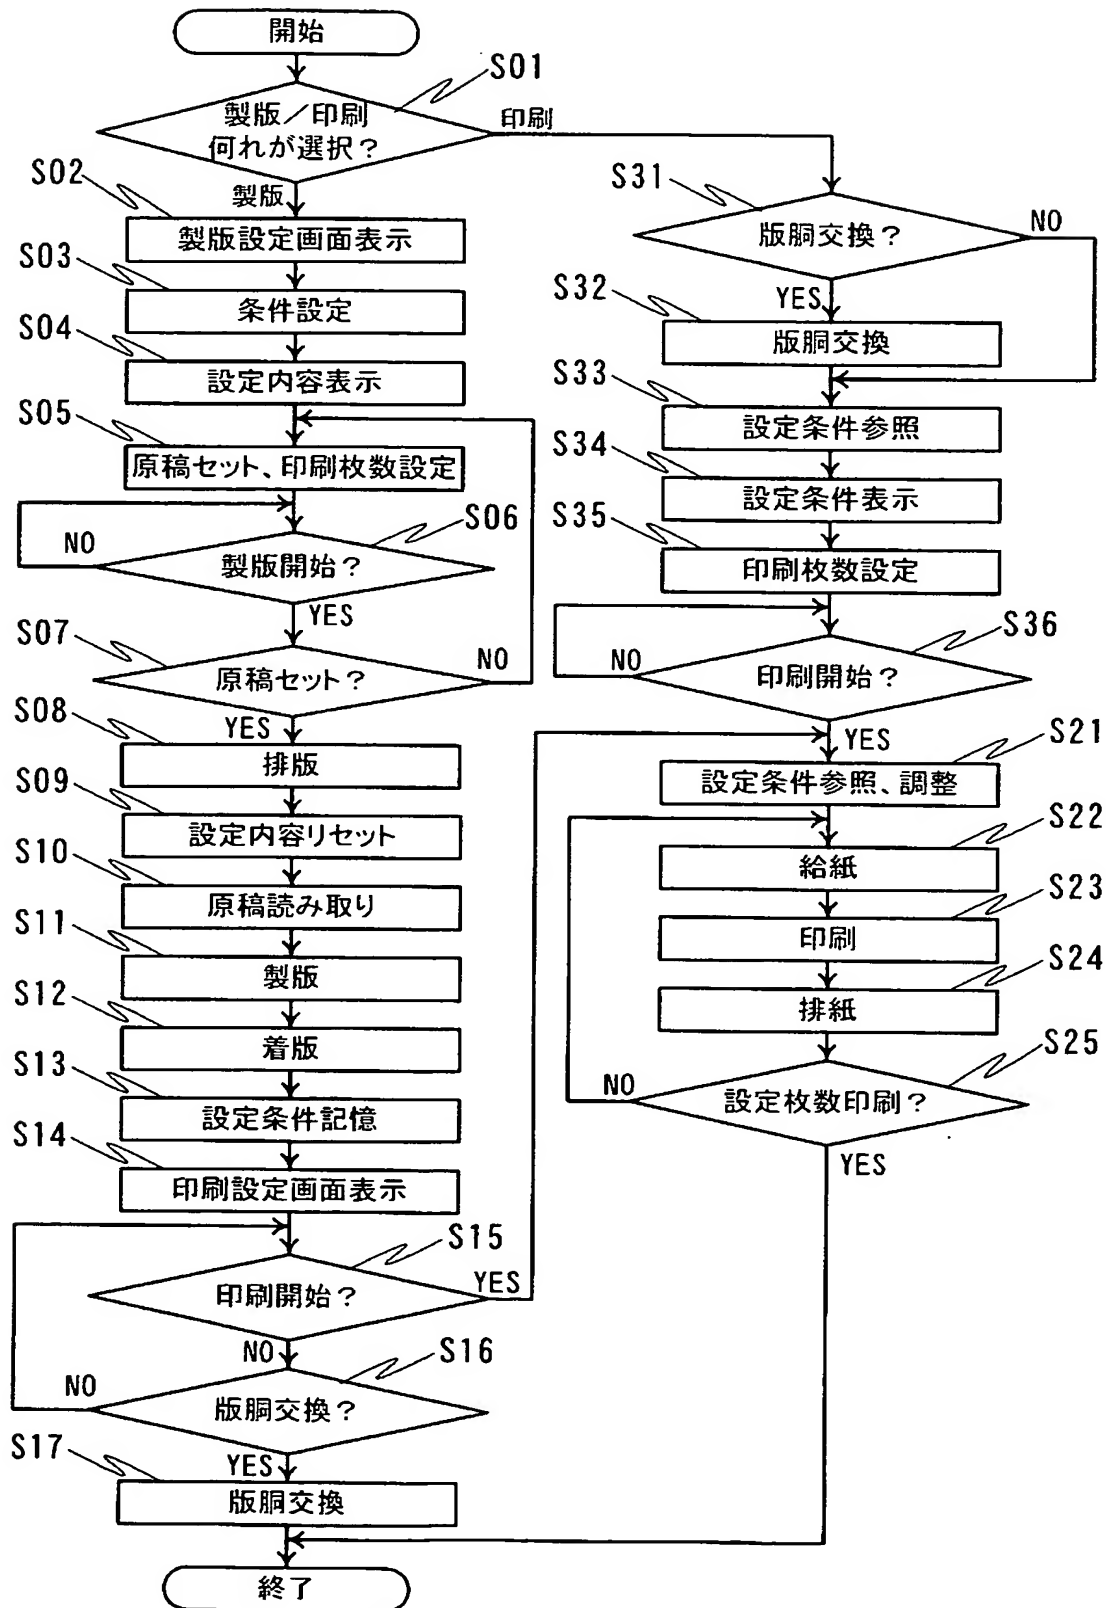 開始
S01
製版／印刷
何れが選択？
印刷
製版
S02
製版設定画面表示
S03
条件設定
S04
設定内容表示
S05
原稿セット、印刷枚数設定
S06
製版開始？
NO
YES
S07
原稿セット？
NO
YES
S08
排版
S09
設定内容リセット
S10
原稿読み取り
S11
製版
S12
着版
S13
設定条件記憶
S14
印刷設定画面表示
S15
印刷開始？
YES
NO
S16
版胴交換？
NO
YES
S17
版胴交換
終了
S31
版胴交換？
NO
YES
S32
版胴交換
S33
設定条件参照
S34
設定条件表示
S35
印刷枚数設定
S36
印刷開始？
NO
YES
S21
設定条件参照、調整
S22
給紙
S23
印刷
S24
排紙
S25
設定枚数印刷？
NO
YES